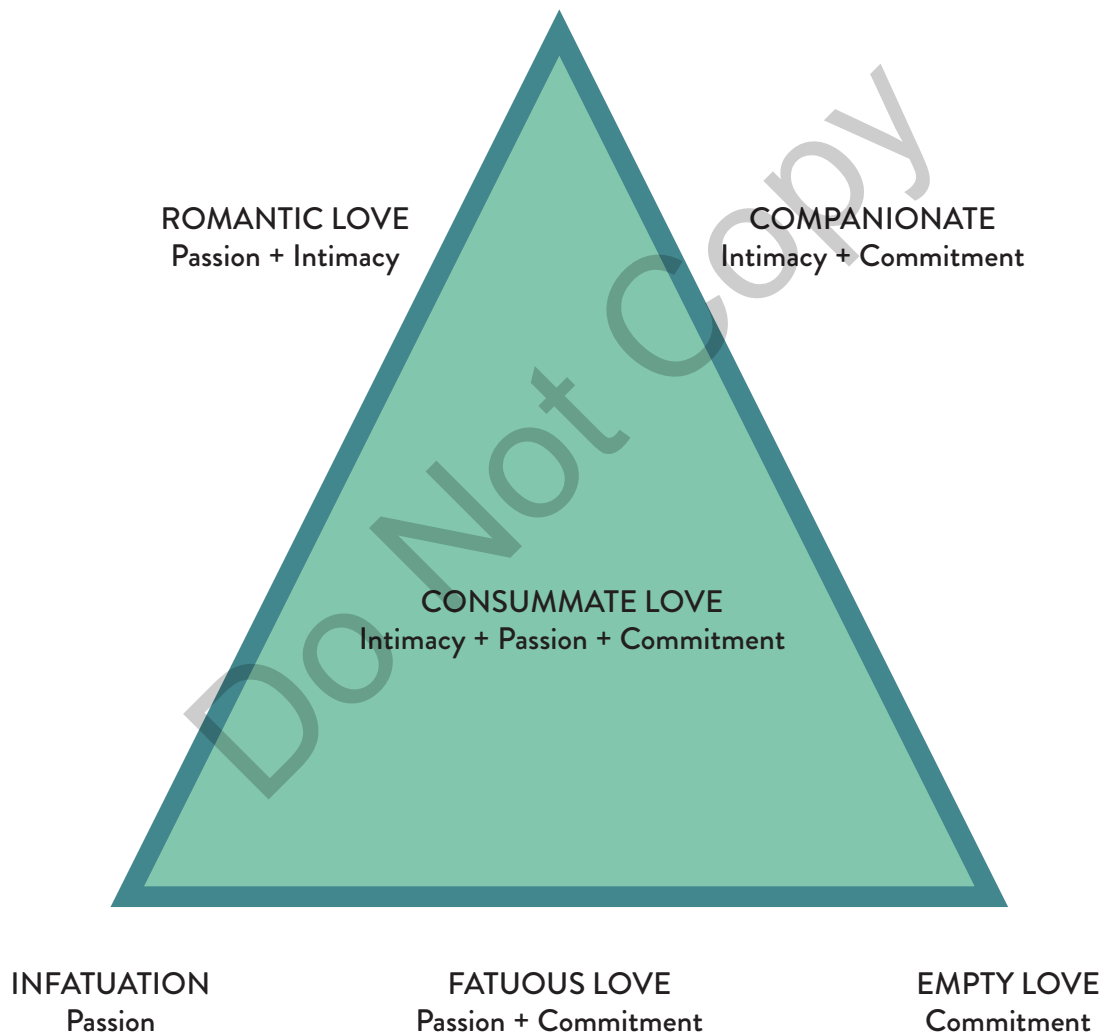 ROMANTIC LOVE
Passion + Intimacy
COMPANIONATE
Intimacy + Commitment
Do Not Copy
CONSUMMATE LOVE
Intimacy + Passion + Commitment
INFATUATION
Passion
FATUOUS LOVE
Passion + Commitment
EMPTY LOVE
Commitment